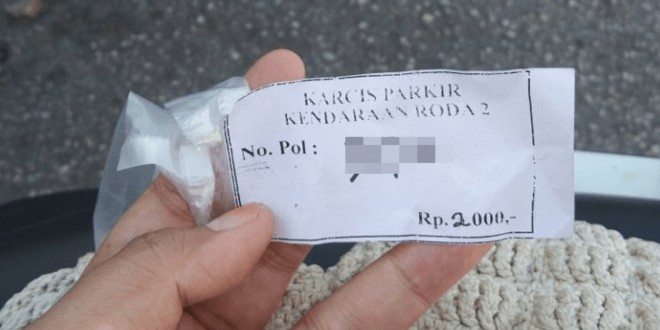 KARCIS PARKIR
KENDARAAN RODA 2
No. Pol :
Rp. 2.000,-